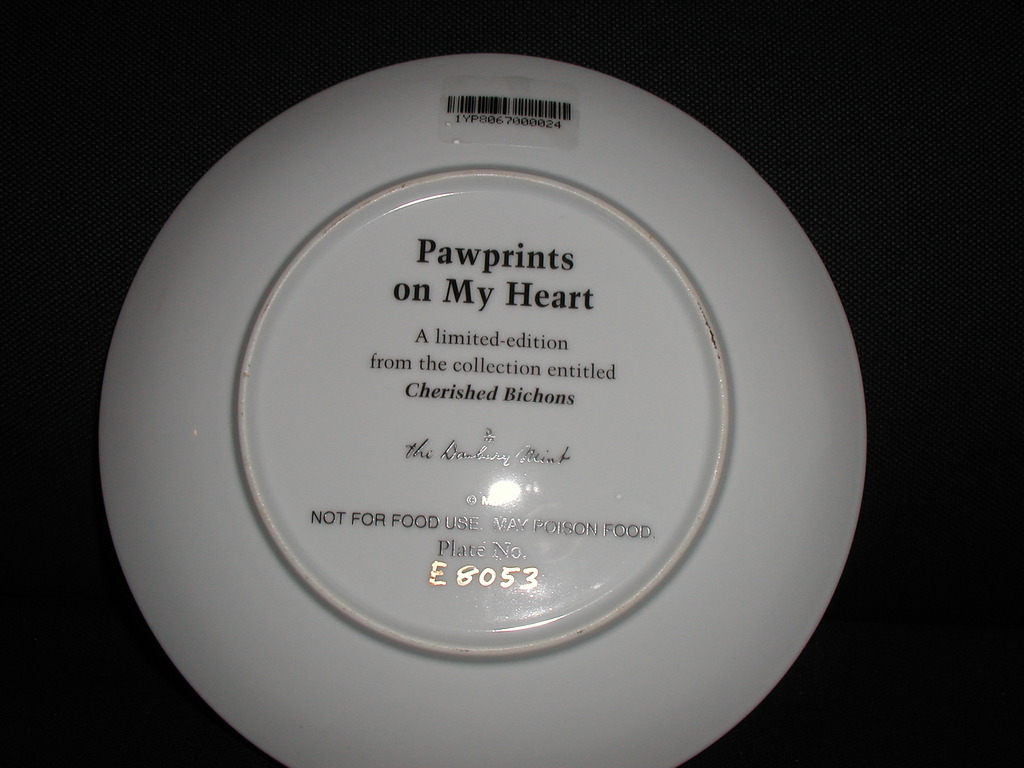 1YP8067000024
Pawprints
on My Heart
A limited-edition
from the collection entitled
Cherished Bichons
the Danbury Mint
©
NOT FOR FOOD USE. MAY POISON FOOD.
Plate No.
E8053